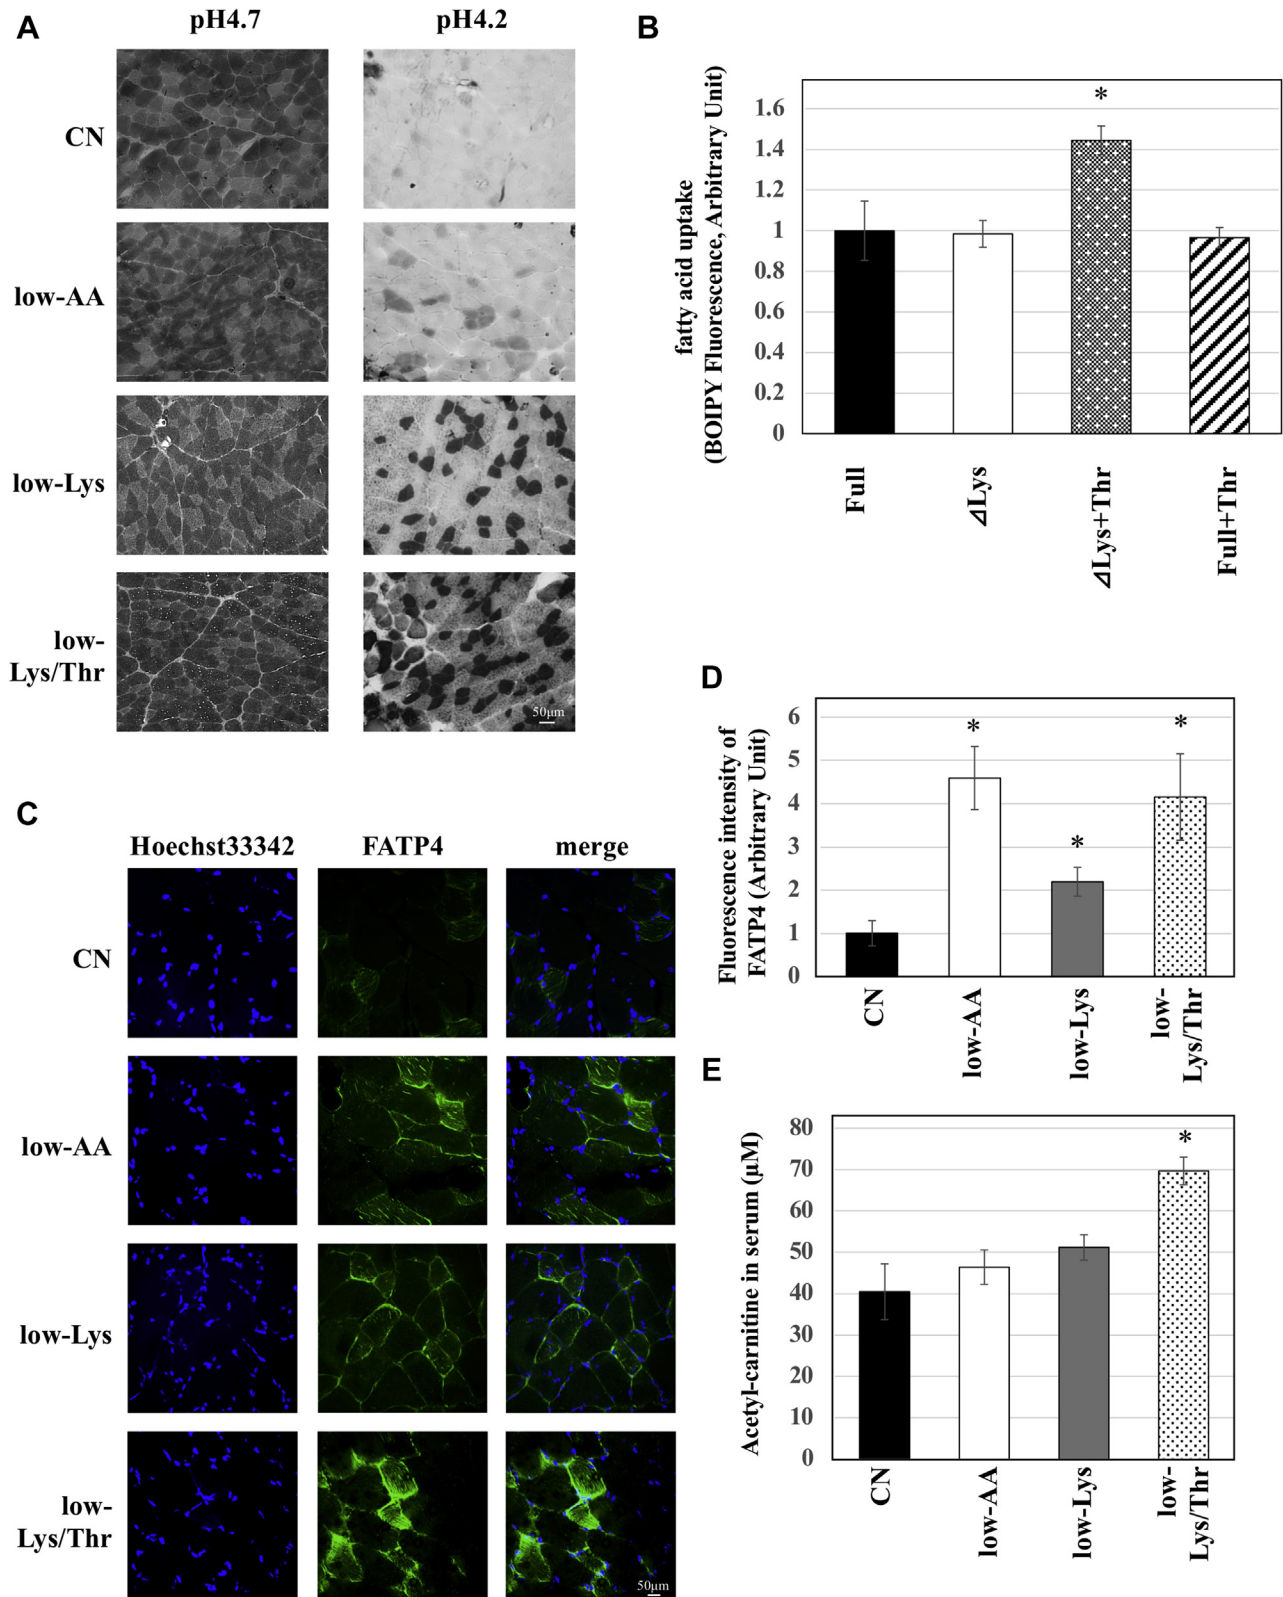 A
pH4.7
pH4.2
CN
low-AA
low-Lys
low-
Lys/Thr
50μm
B
fatty acid uptake
(BOIPY Fluorescence, Arbitrary Unit)
1.6
1.4
1.2
1
0.8
0.6
0.4
0.2
0
*
Full
⊿Lys
⊿Lys+Thr
Full+Thr
C
Hoechst33342
FATP4
merge
CN
low-AA
low-Lys
low-
Lys/Thr
50μm
D
Fluorescence intensity of
FATP4 (Arbitrary Unit)
6
5
4
3
2
1
0
*
*
*
CN
low-AA
low-Lys
low-
Lys/Thr
E
Acetyl-carnitine in serum (μM)
80
70
60
50
40
30
20
10
0
*
CN
low-AA
low-Lys
low-
Lys/Thr